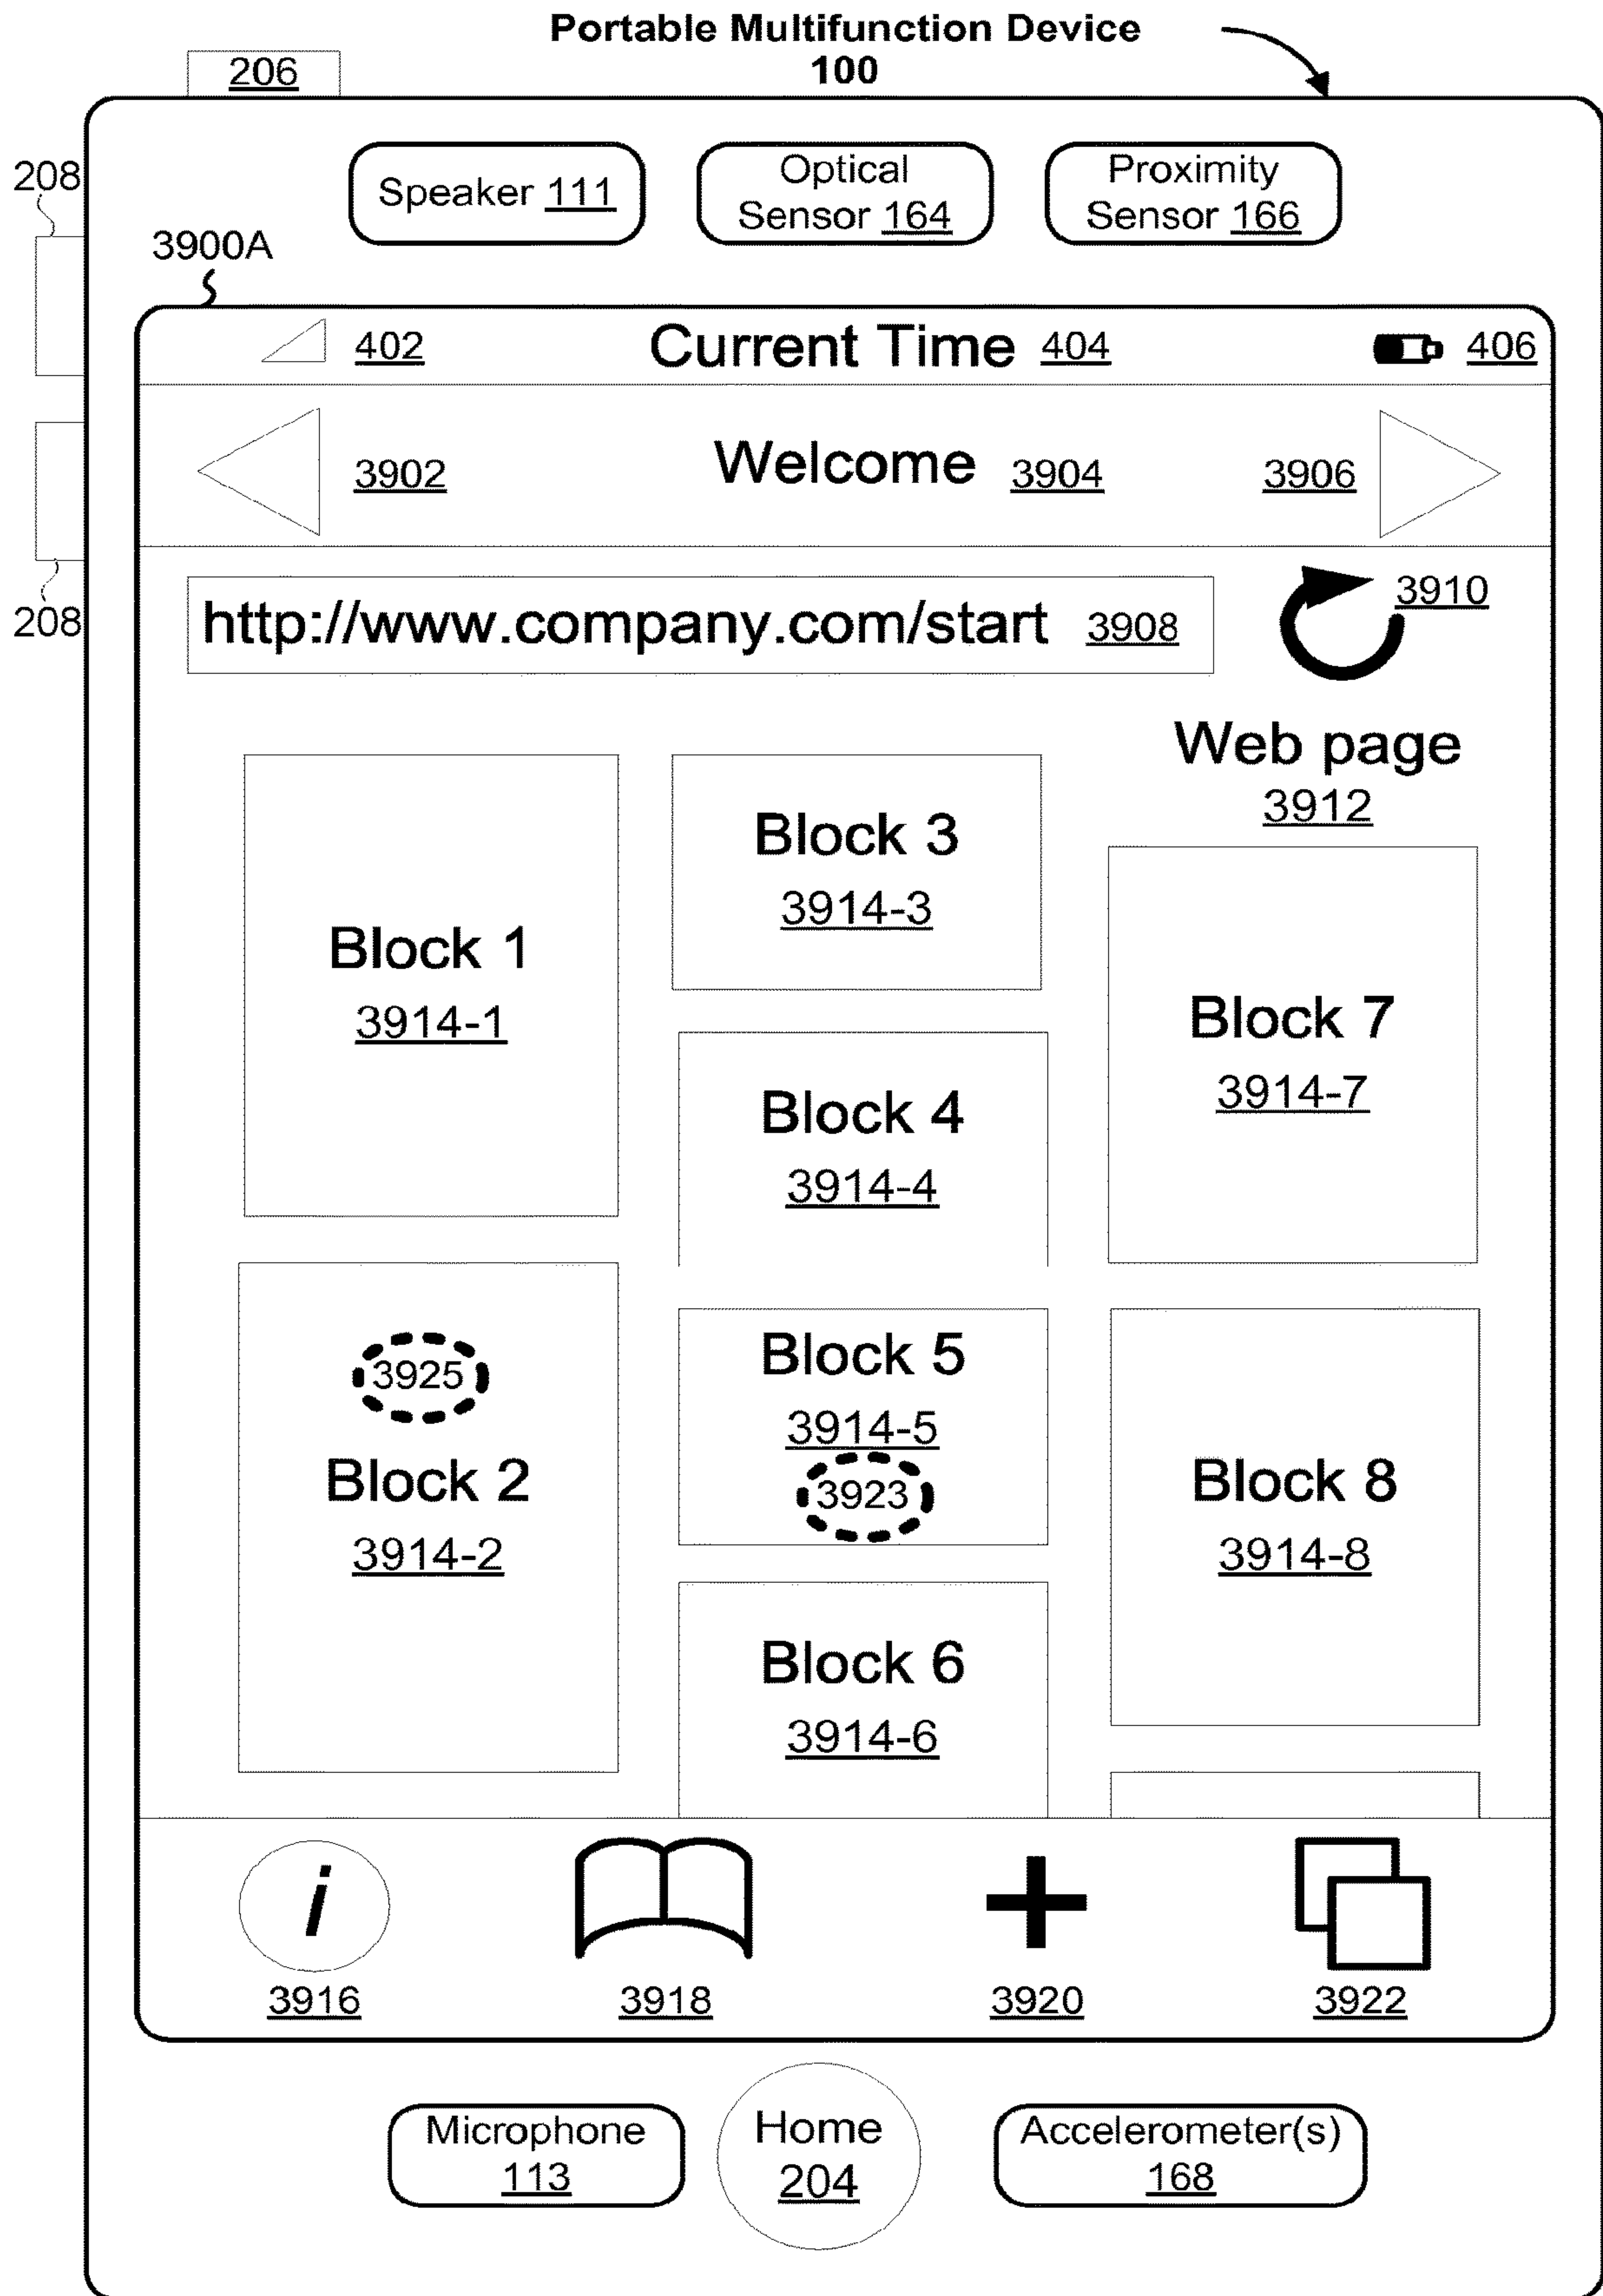 Portable Multifunction Device
100
206
208
208
3900A
Speaker 111
Optical
Sensor 164
Proximity
Sensor 166
402
Current Time 404
406
3902
Welcome 3904
3906
http://www.company.com/start 3908
3910
Web page
3912
Block 1
3914-1
Block 2
3914-2
3925
Block 3
3914-3
Block 4
3914-4
Block 5
3914-5
3923
Block 6
3914-6
Block 7
3914-7
Block 8
3914-8
i
3916
3918
3920
3922
Microphone
113
Home
204
Accelerometer(s)
168